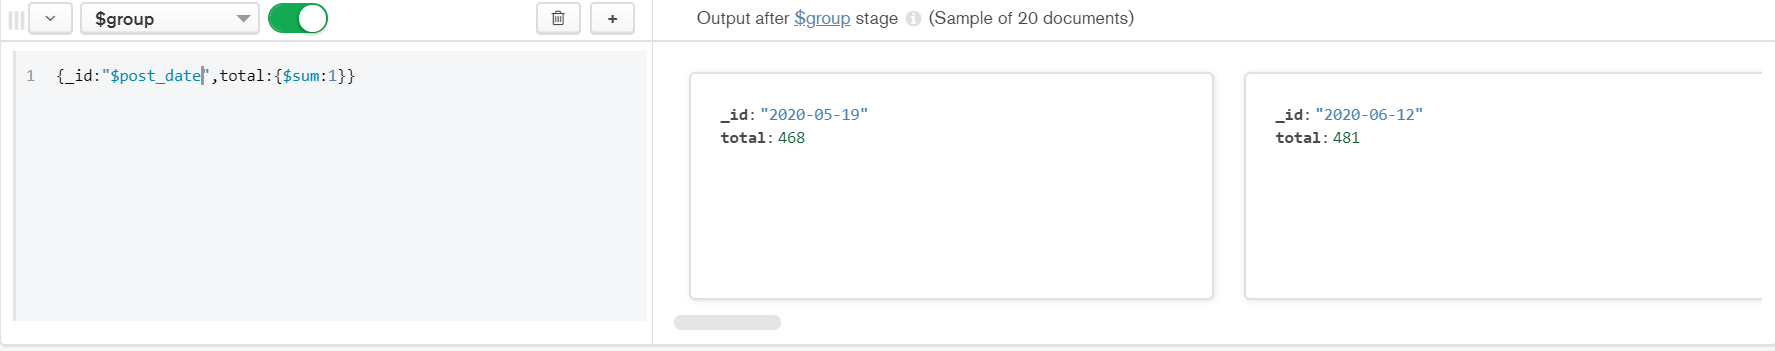 $group
+
Output after $group stage (Sample of 20 documents)
1 {_id:"$post_date",total:{$sum:1}}
_id: "2020-05-19"
total: 468
_id: "2020-06-12"
total: 481